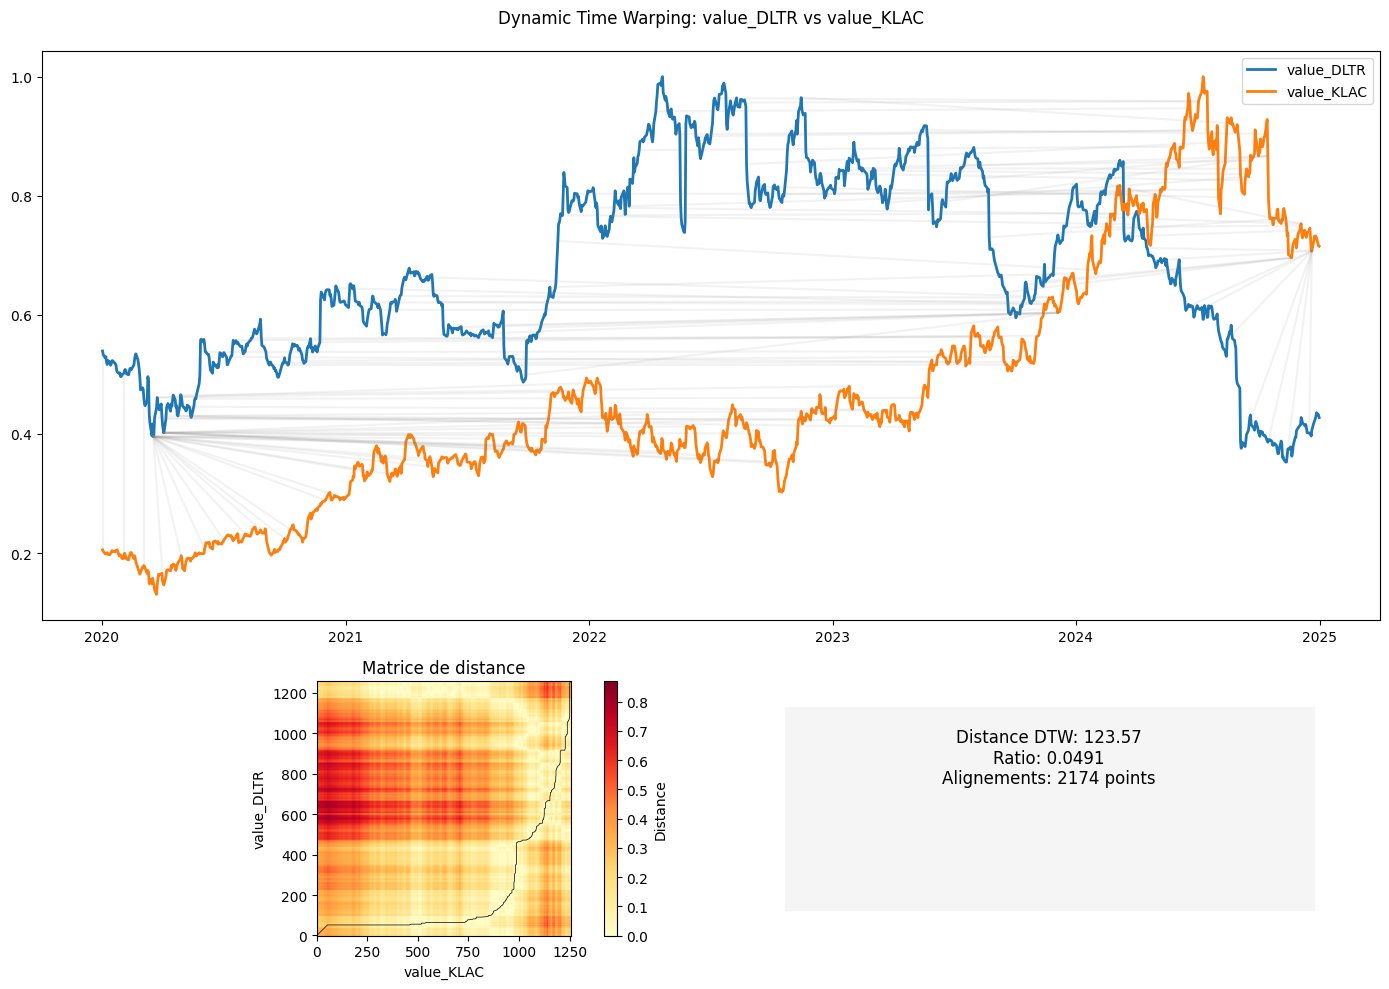 Dynamic Time Warping: value_DLTR vs value_KLAC
value_DLTR
value_KLAC
1.0
0.8
0.6
0.4
0.2
2020 2021 2022 2023 2024 2025
Matrice de distance
value_DLTR
1200
1000
800
600
400
200
0
0 250 500 750 1000 1250
value_KLAC
0.8
0.7
0.6
0.5
0.4
0.3
0.2
0.1
0.0
Distance
Distance DTW: 123.57
Ratio: 0.0491
Alignements: 2174 points